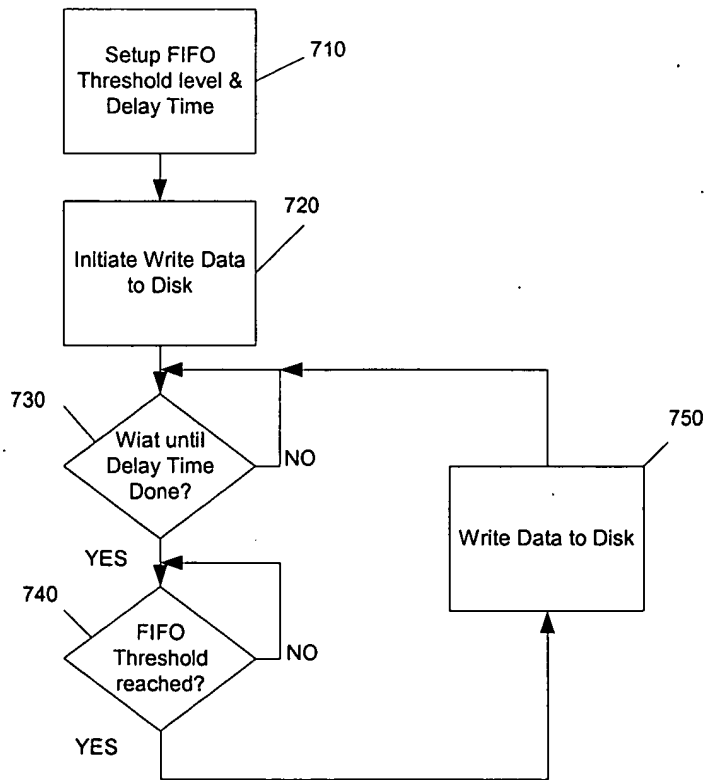 Setup FIFO
Threshold level &
Delay Time
710
720
Initiate Write Data
to Disk
730
Wiat until
Delay Time
Done?
NO
750
Write Data to Disk
YES
740
FIFO
Threshold
reached?
NO
YES